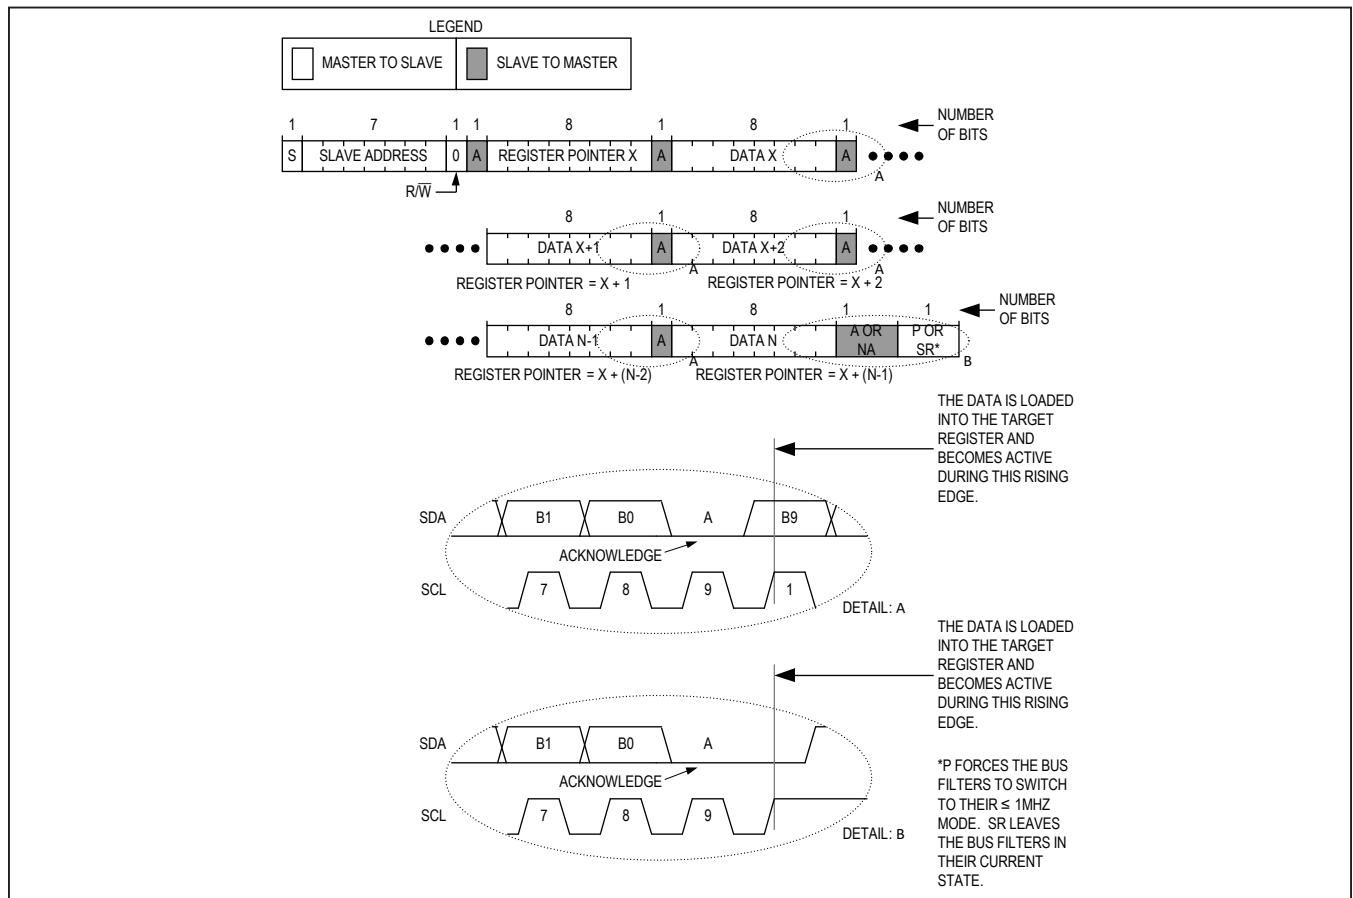 LEGEND
MASTER TO SLAVE SLAVE TO MASTER
1 7 1 1 8 1 8 1 NUMBER
OF BITS
S SLAVE ADDRESS 0 A REGISTER POINTER X A DATA X A
A
R/W
8 1 8 1 NUMBER
OF BITS
DATA X+1 A DATA X+2 A
A A
REGISTER POINTER = X + 1 REGISTER POINTER = X + 2
8 1 8 1 1 NUMBER
OF BITS
DATA N-1 A DATA N A OR
NA P OR
SR*
A B
REGISTER POINTER = X + (N-2) REGISTER POINTER = X + (N-1)
THE DATA IS LOADED
INTO THE TARGET
REGISTER AND
BECOMES ACTIVE
DURING THIS RISING
EDGE.
SDA B1 B0 A B9
ACKNOWLEDGE
SCL 7 8 9 1
DETAIL: A
THE DATA IS LOADED
INTO THE TARGET
REGISTER AND
BECOMES ACTIVE
DURING THIS RISING
EDGE.
SDA B1 B0 A
ACKNOWLEDGE
SCL 7 8 9
DETAIL: B
*P FORCES THE BUS
FILTERS TO SWITCH
TO THEIR ≤ 1MHZ
MODE. SR LEAVES
THE BUS FILTERS IN
THEIR CURRENT
STATE.